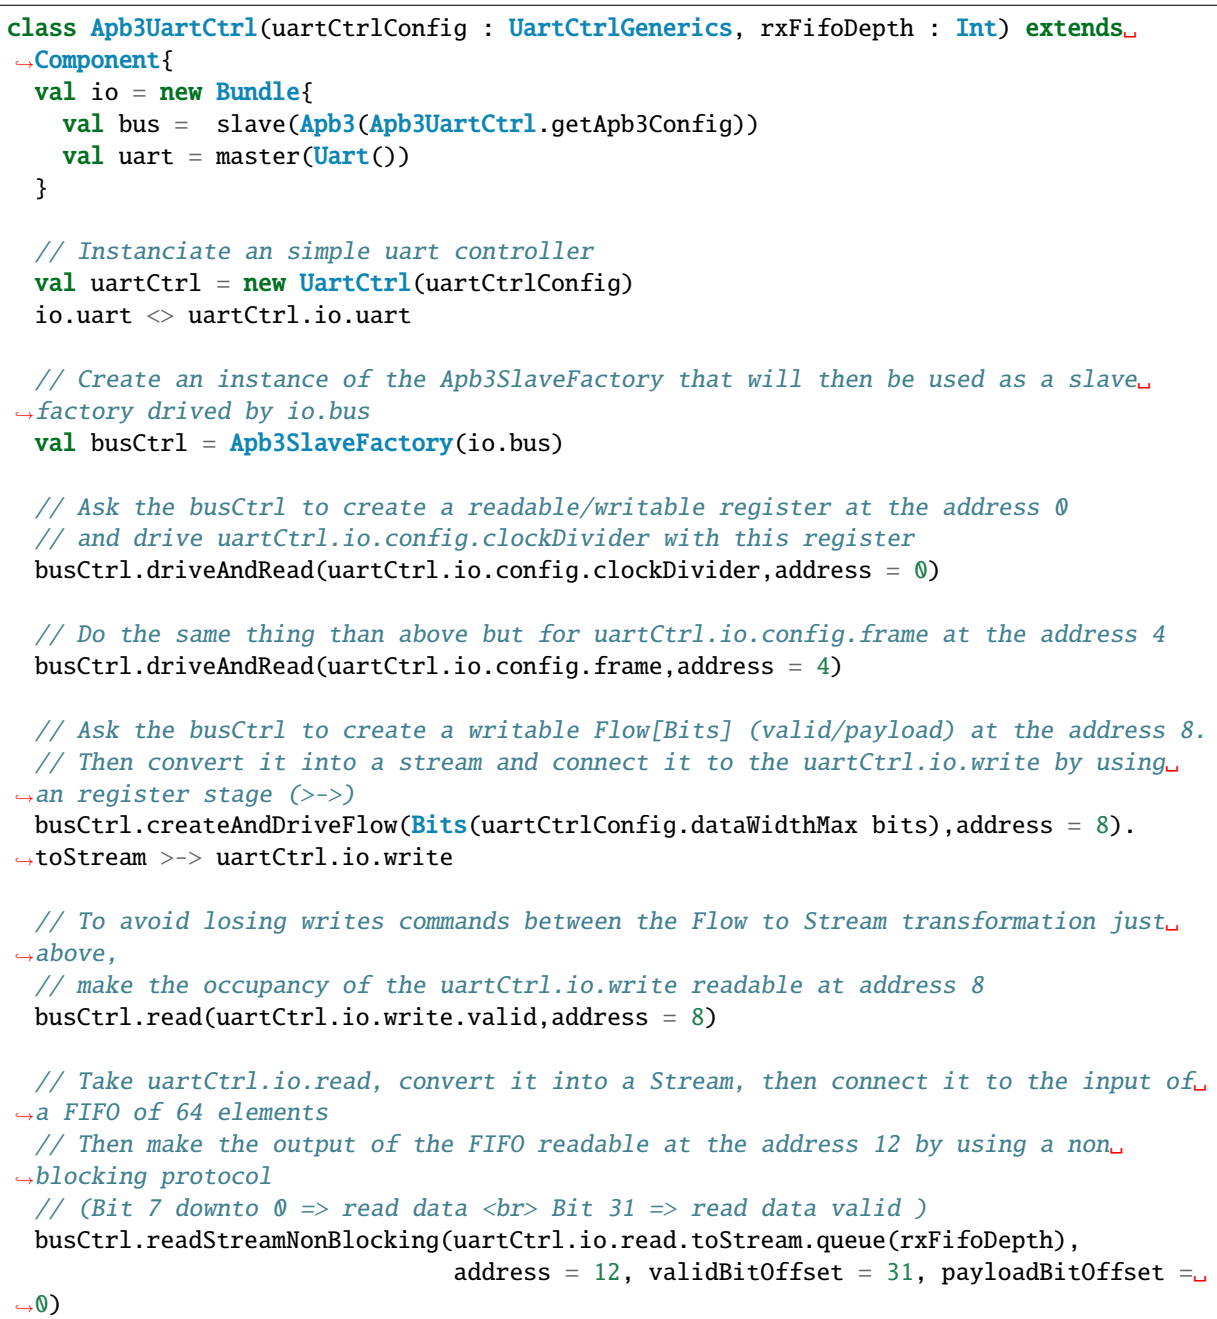 class Apb3UartCtrl(uartCtrlConfig : UartCtrlGenerics, rxFifoDepth : Int) extends␣
↪Component{
  val io = new Bundle{
    val bus =  slave(Apb3(Apb3UartCtrl.getApb3Config))
    val uart = master(Uart())
  }

  // Instanciate an simple uart controller
  val uartCtrl = new UartCtrl(uartCtrlConfig)
  io.uart <> uartCtrl.io.uart

  // Create an instance of the Apb3SlaveFactory that will then be used as a slave␣
↪factory drived by io.bus
  val busCtrl = Apb3SlaveFactory(io.bus)

  // Ask the busCtrl to create a readable/writable register at the address 0
  // and drive uartCtrl.io.config.clockDivider with this register
  busCtrl.driveAndRead(uartCtrl.io.config.clockDivider,address = 0)

  // Do the same thing than above but for uartCtrl.io.config.frame at the address 4
  busCtrl.driveAndRead(uartCtrl.io.config.frame,address = 4)

  // Ask the busCtrl to create a writable Flow[Bits] (valid/payload) at the address 8.
  // Then convert it into a stream and connect it to the uartCtrl.io.write by using␣
↪an register stage (>->)
  busCtrl.createAndDriveFlow(Bits(uartCtrlConfig.dataWidthMax bits),address = 8).
↪toStream >-> uartCtrl.io.write

  // To avoid losing writes commands between the Flow to Stream transformation just␣
↪above,
  // make the occupancy of the uartCtrl.io.write readable at address 8
  busCtrl.read(uartCtrl.io.write.valid,address = 8)

  // Take uartCtrl.io.read, convert it into a Stream, then connect it to the input of␣
↪a FIFO of 64 elements
  // Then make the output of the FIFO readable at the address 12 by using a non␣
↪blocking protocol
  // (Bit 7 downto 0 => read data <br> Bit 31 => read data valid )
  busCtrl.readStreamNonBlocking(uartCtrl.io.read.toStream.queue(rxFifoDepth),
                                address = 12, validBitOffset = 31, payloadBitOffset =␣
↪0)